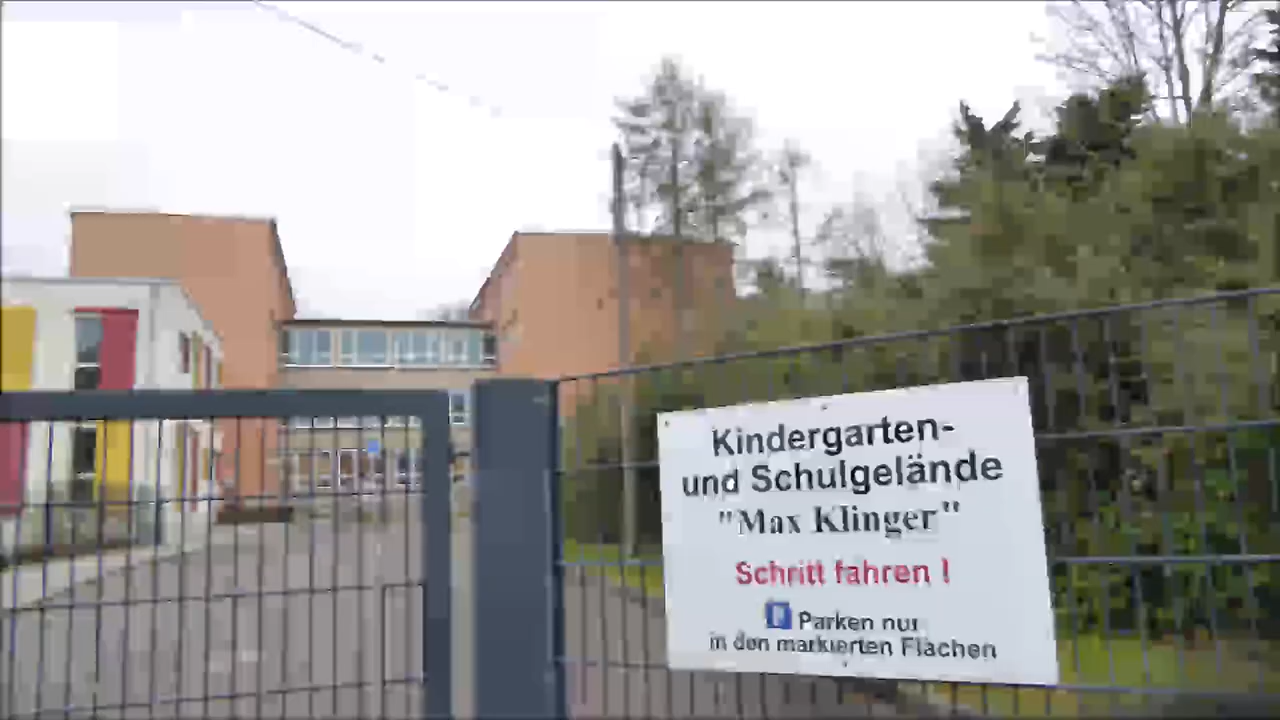 Kindergarten-
und Schulgelände
"Max Klinger"
Schritt fahren !
P Parken nur
in den markierten Flächen